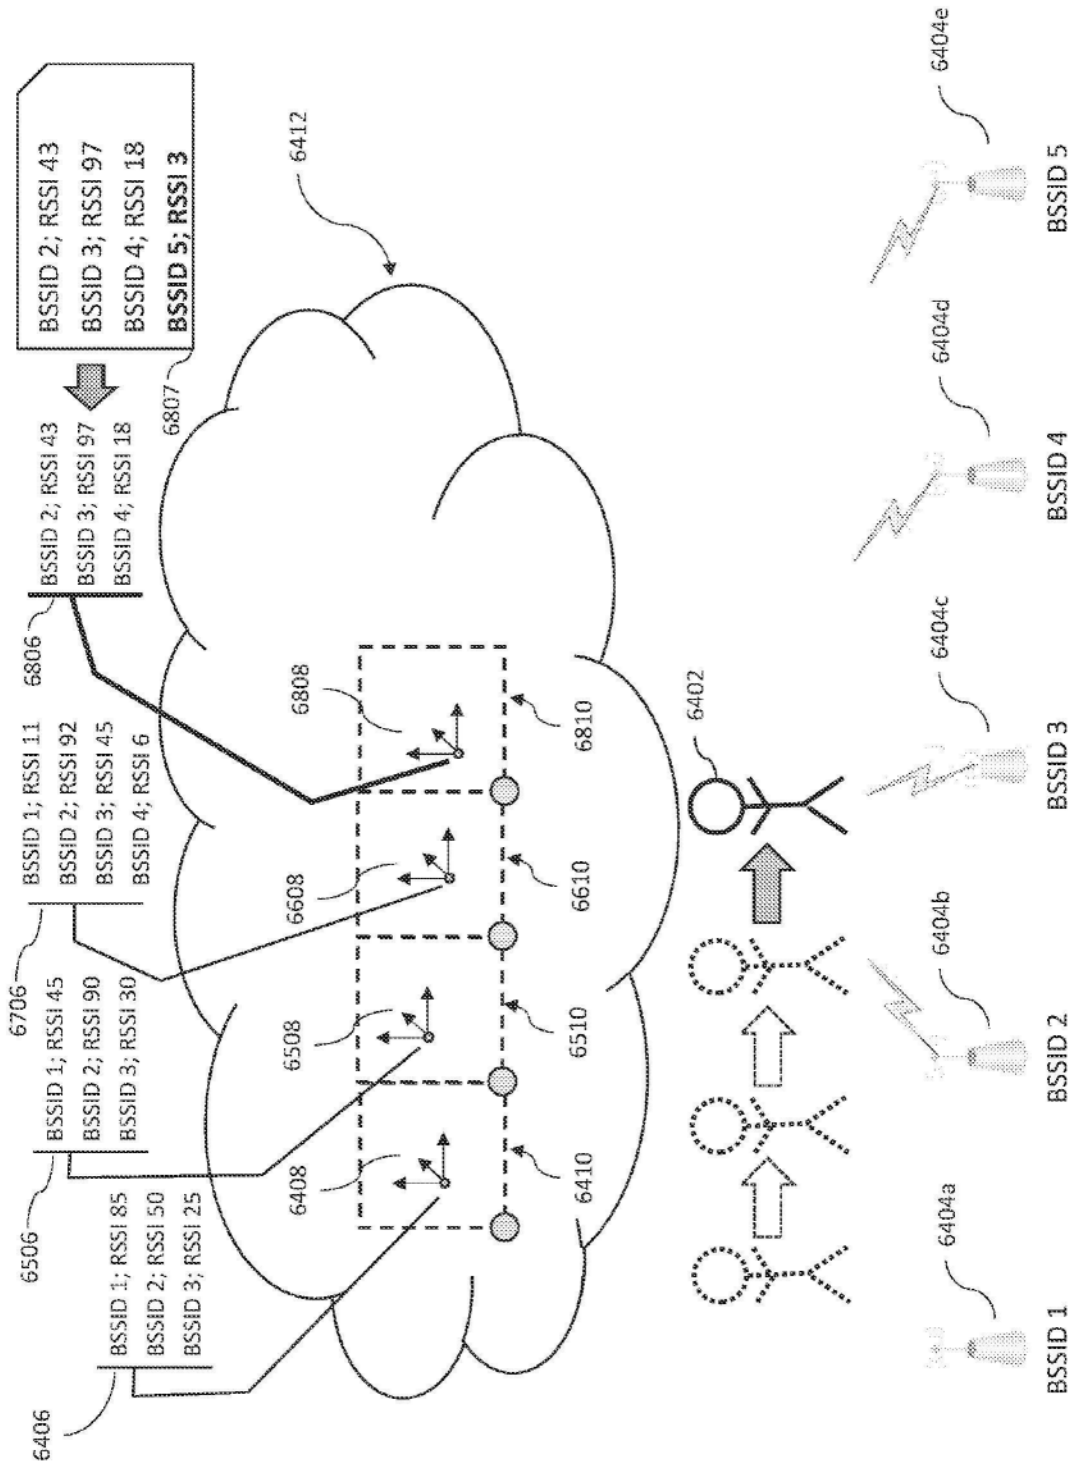 6406
BSSID 1; RSSI 85
BSSID 2; RSSI 50
BSSID 3; RSSI 25
6506
BSSID 1; RSSI 45
BSSID 2; RSSI 90
BSSID 3; RSSI 30
6706
BSSID 1; RSSI 11
BSSID 2; RSSI 92
BSSID 3; RSSI 45
BSSID 4; RSSI 6
6806
BSSID 2; RSSI 43
BSSID 3; RSSI 97
BSSID 4; RSSI 18
6807
BSSID 2; RSSI 43
BSSID 3; RSSI 97
BSSID 4; RSSI 18
BSSID 5; RSSI 3
6412
6408
6508
6608
6808
6410
6510
6610
6810
6402
6404a
6404b
6404c
6404d
6404e
BSSID 1
BSSID 2
BSSID 3
BSSID 4
BSSID 5